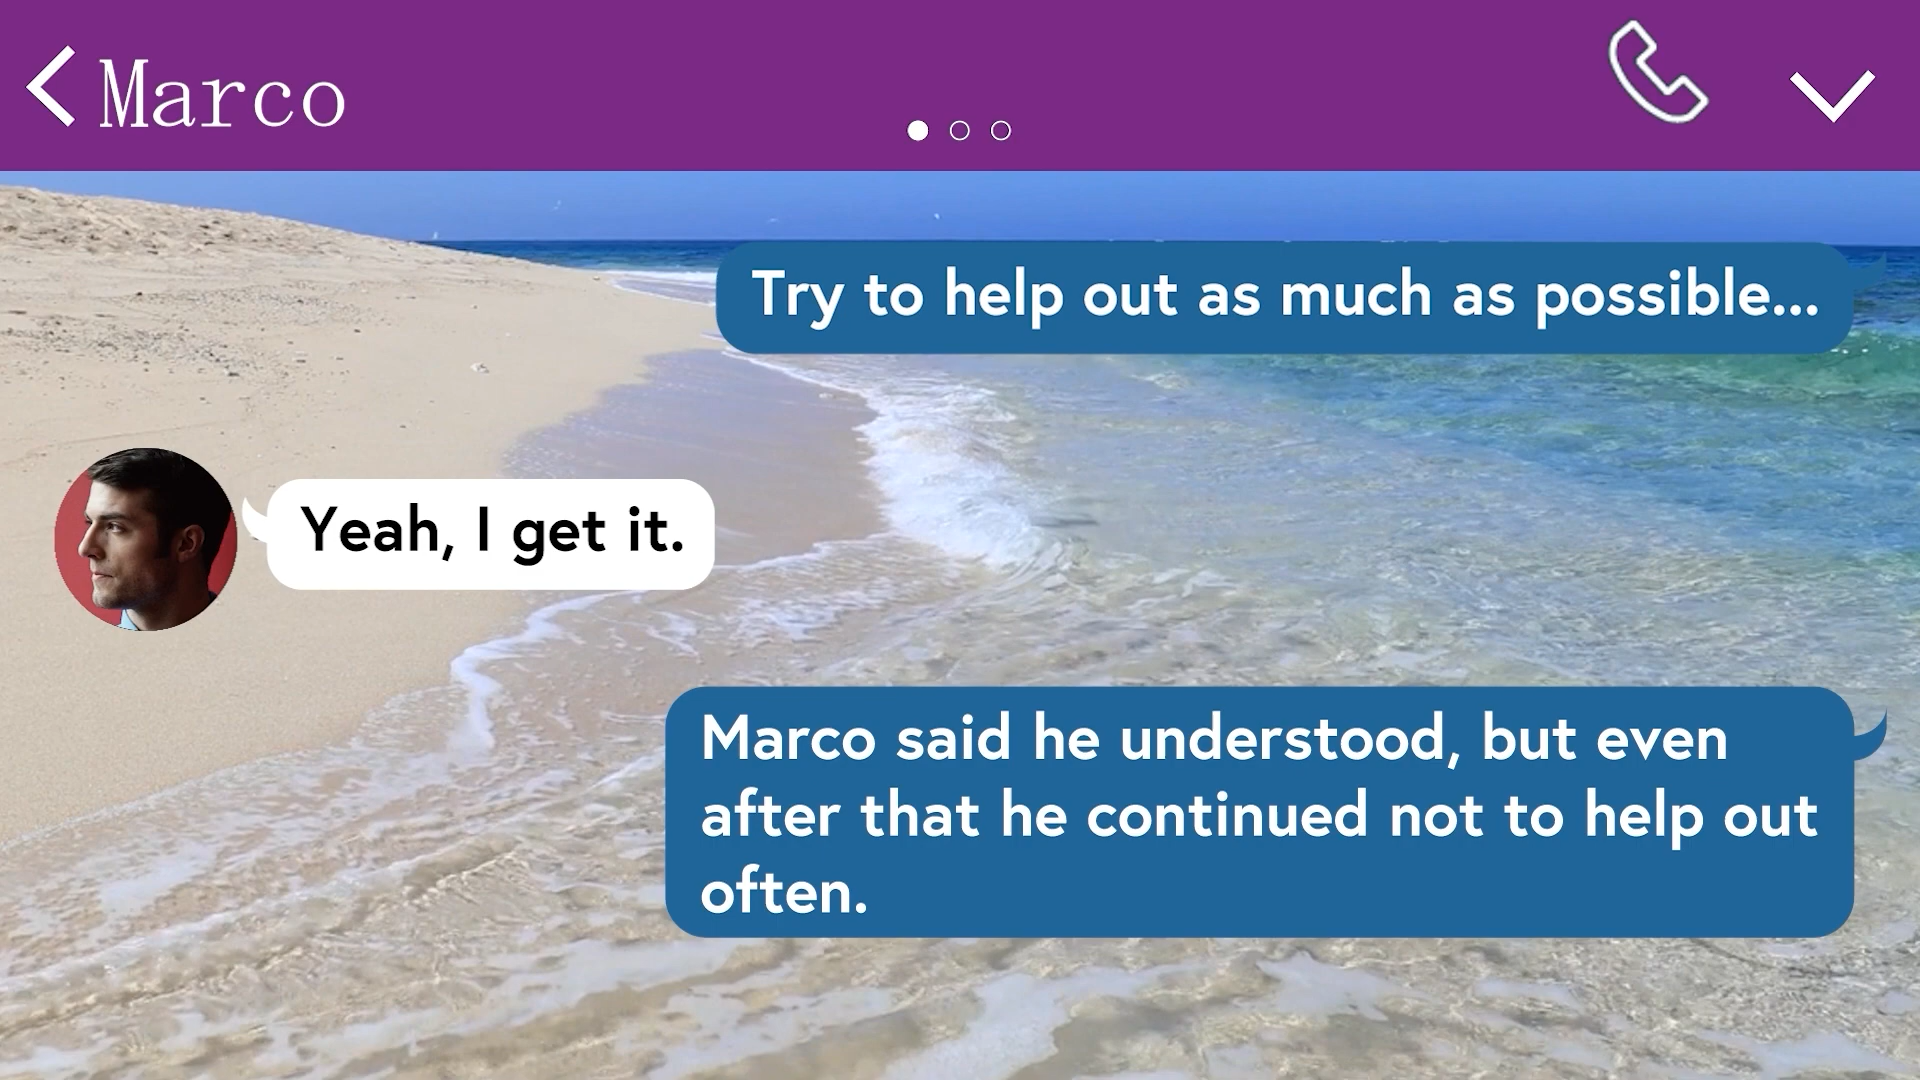 Marco
Try to help out as much as possible...
Yeah, I get it.
Marco said he understood, but even
after that he continued not to help out
often.